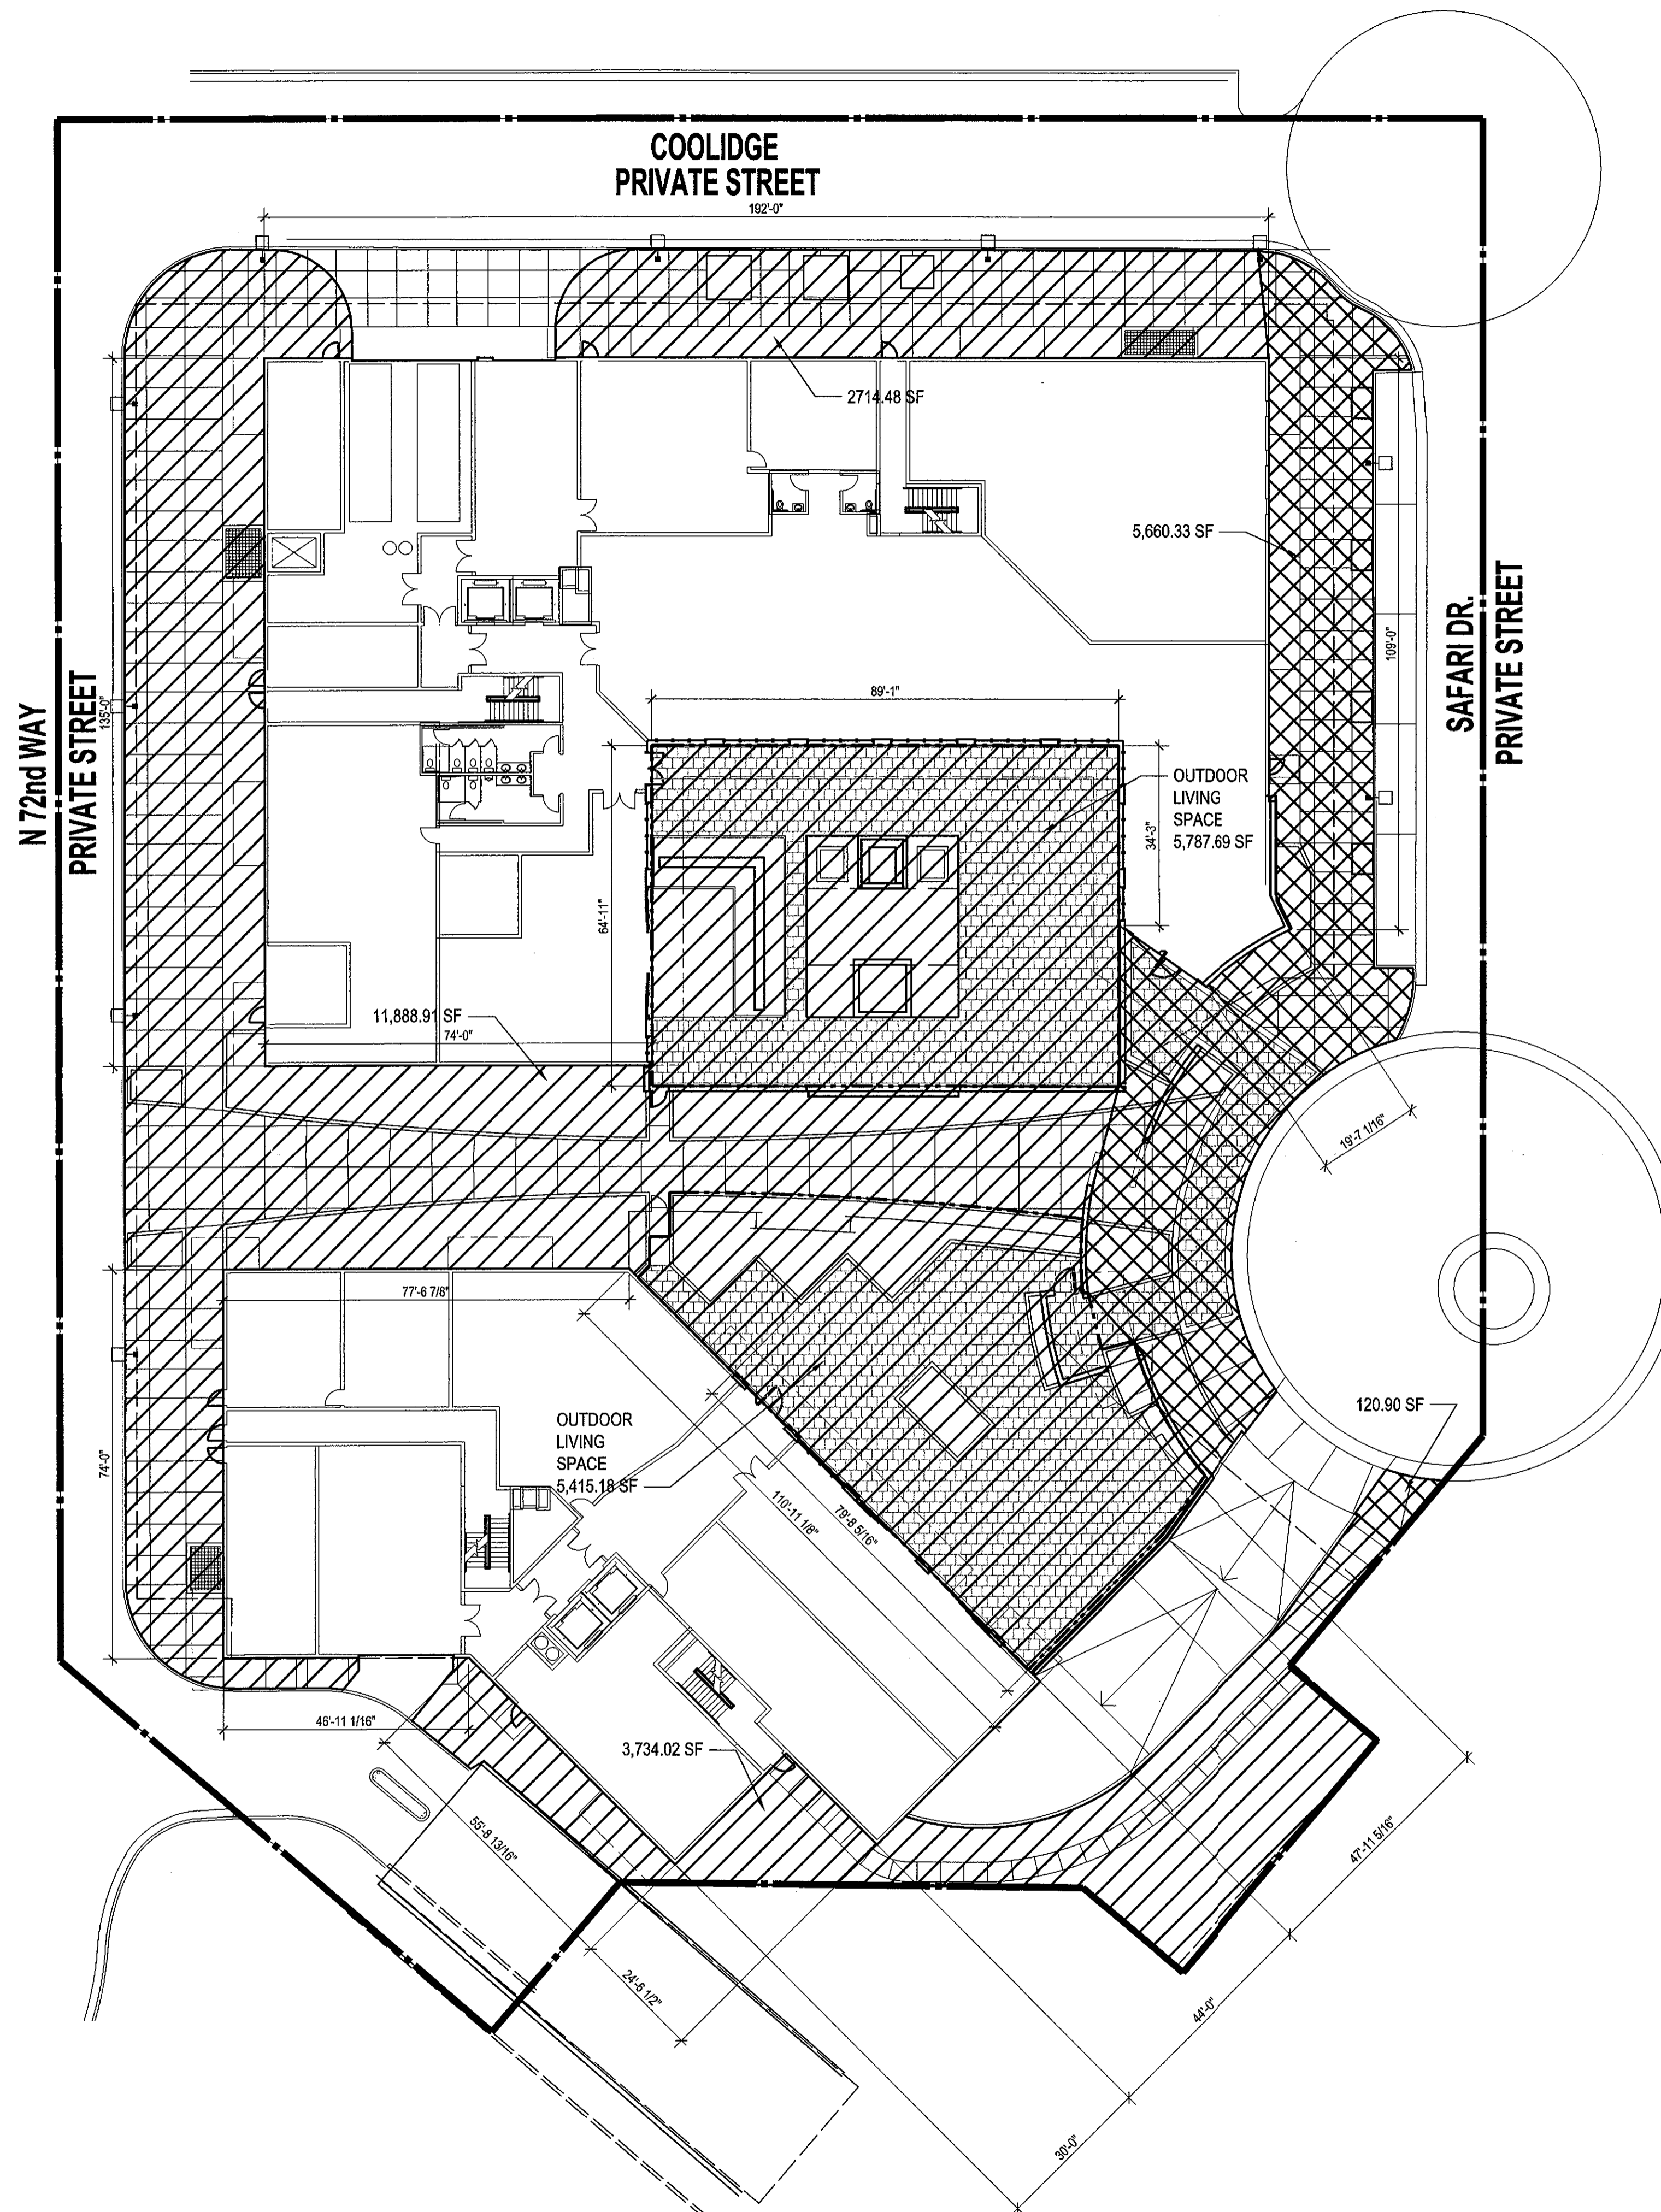 COOLIDGE
PRIVATE STREET
192'-0"
2714.48 SF
5,660.33 SF
109'-0"
SAFARI DR.
PRIVATE STREET
N 72nd WAY
PRIVATE STREET
135'-0"
89'-1"
OUTDOOR
LIVING
SPACE
5,787.69 SF
34'-3"
64'-11"
11,888.91 SF
74'-0"
19'-7 1/16"
77'-6 7/8"
120.90 SF
OUTDOOR
LIVING
SPACE
5,415.18 SF
74'-0"
110'-11 1/8"
79'-8 5/16"
46'-11 1/16"
3,734.02 SF
55'-8 13/16"
47'-11 5/16"
24'-6 1/2"
44'-0"
30'-0"